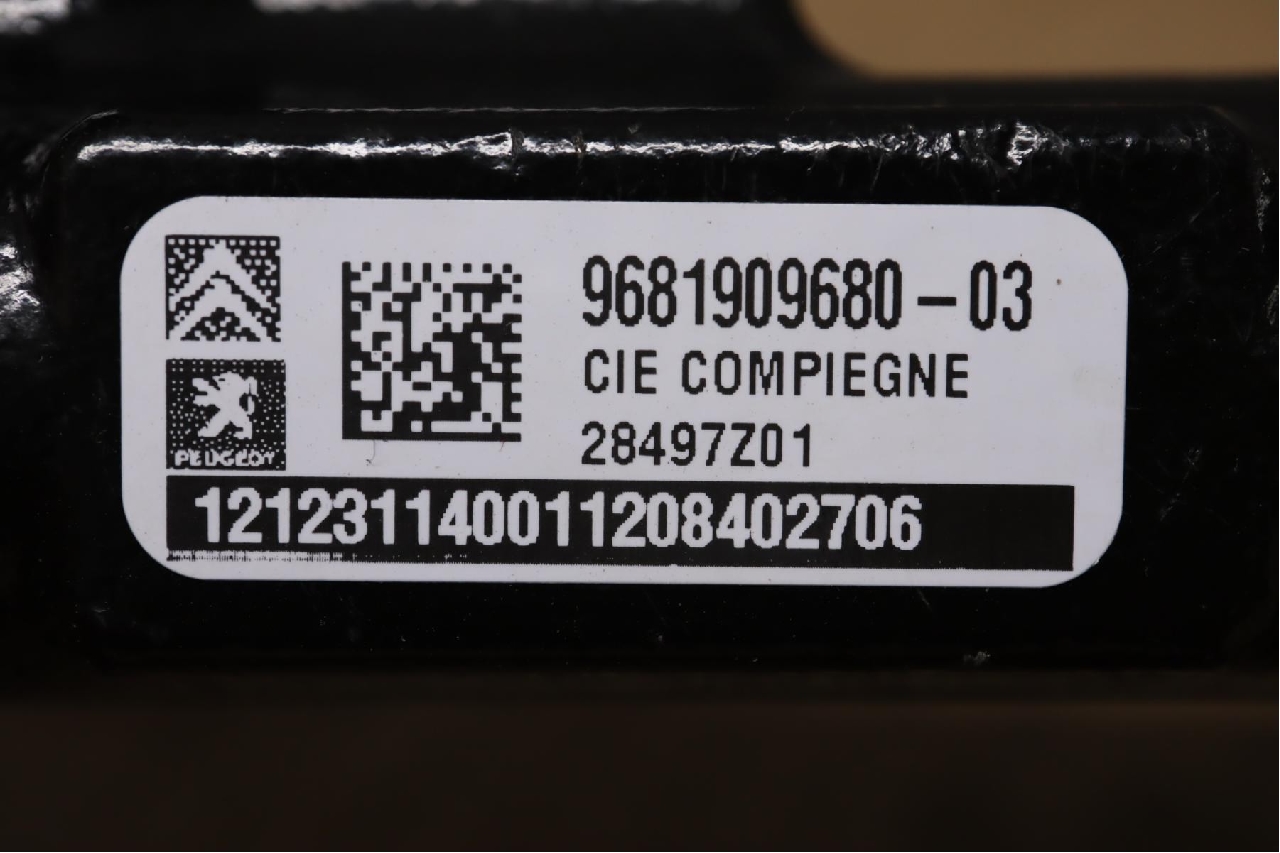 9681909680-03
CIE COMPIEGNE
28497Z01
PEUGEOT
121231140011208402706